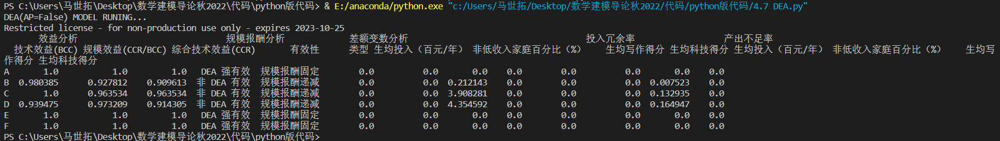 PS C:\Users\马世拓\Desktop\数学建模导论秋2022\代码\python版代码> & E:/anaconda/python.exe "c:/Users/马世拓/Desktop/数学建模导论秋2022/代码/python版代码/4.7 DEA.py"
DEA(AP=False) MODEL RUNING...
Restricted license - for non-production use only - expires 2023-10-25
效益分析 规模报酬分析 差额变数分析 投入冗余率 产出不足率
技术效益(BCC) 规模效益(CCR/BCC) 综合技术效益(CCR) 有效性 类型 生均投入（百元/年） 非低收入家庭百分比（%） 生均写作得分 生均科技得分 生均投入（百元/年） 非低收入家庭百分比（%） 生均写
作得分 生均科技得分
A 1.0 1.0 1.0 DEA 强有效 规模报酬固定 0.0 0.0 0.0 0.0 0.0 0.0 0.0 0.0
B 0.980385 0.927812 0.909613 非 DEA 有效 规模报酬递减 0.0 0.0 0.212143 0.0 0.0 0.0 0.007523 0.0
C 1.0 0.963534 0.963534 非 DEA 有效 规模报酬递减 0.0 0.0 3.908281 0.0 0.0 0.0 0.132935 0.0
D 0.939475 0.973209 0.914305 非 DEA 有效 规模报酬递减 0.0 0.0 4.354592 0.0 0.0 0.0 0.164947 0.0
E 1.0 1.0 1.0 DEA 强有效 规模报酬固定 0.0 0.0 0.0 0.0 0.0 0.0 0.0 0.0
F 1.0 1.0 1.0 DEA 强有效 规模报酬固定 0.0 0.0 0.0 0.0 0.0 0.0 0.0 0.0
PS C:\Users\马世拓\Desktop\数学建模导论秋2022\代码\python版代码>